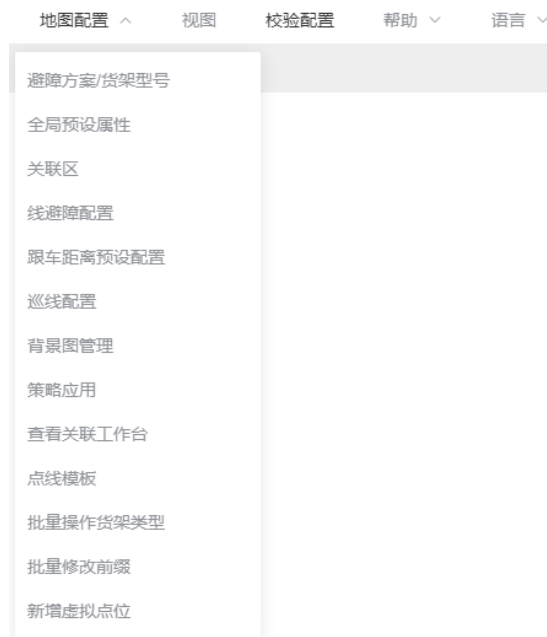 地图配置 视图 校验配置 帮助 语言
避障方案/货架型号
全局预设属性
关联区
线避障配置
跟车距离预设配置
巡线配置
背景图管理
策略应用
查看关联工作台
点线模板
批量操作货架类型
批量修改前缀
新增虚拟点位